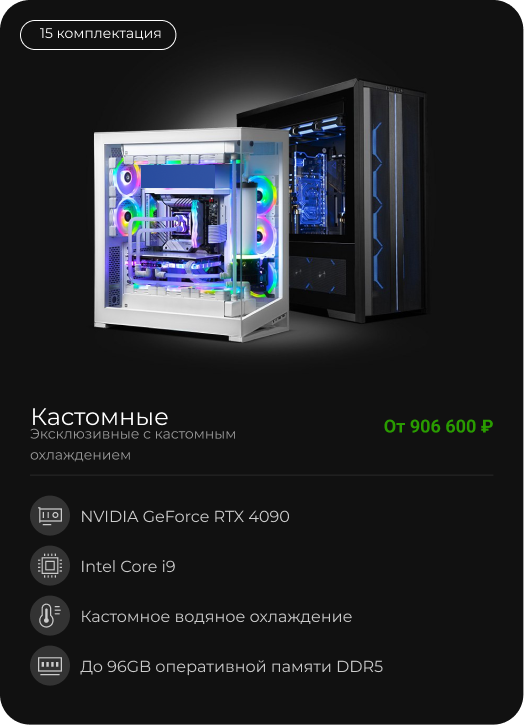 15 комплектация
Кастомные
Эксклюзивные с кастомным
охлаждением
От 906 600 ₽
NVIDIA GeForce RTX 4090
Intel Core i9
Кастомное водяное охлаждение
До 96GB оперативной памяти DDR5